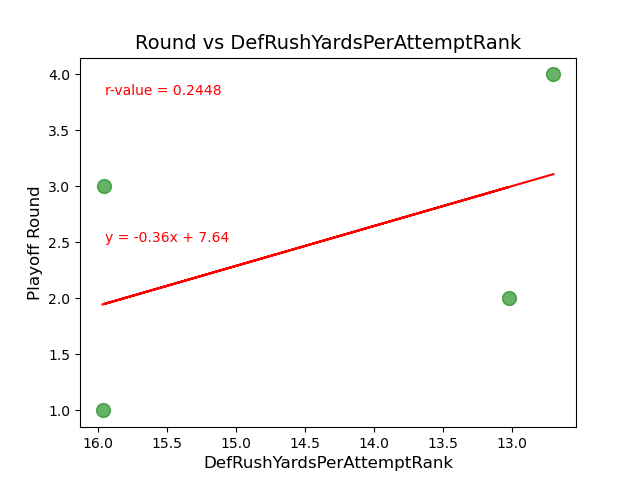 Round vs DefRushYardsPerAttemptRank
4.0
3.5
3.0
2.5
2.0
1.5
1.0
Playoff Round
r-value = 0.2448
y = -0.36x + 7.64
16.0 15.5 15.0 14.5 14.0 13.5 13.0
DefRushYardsPerAttemptRank